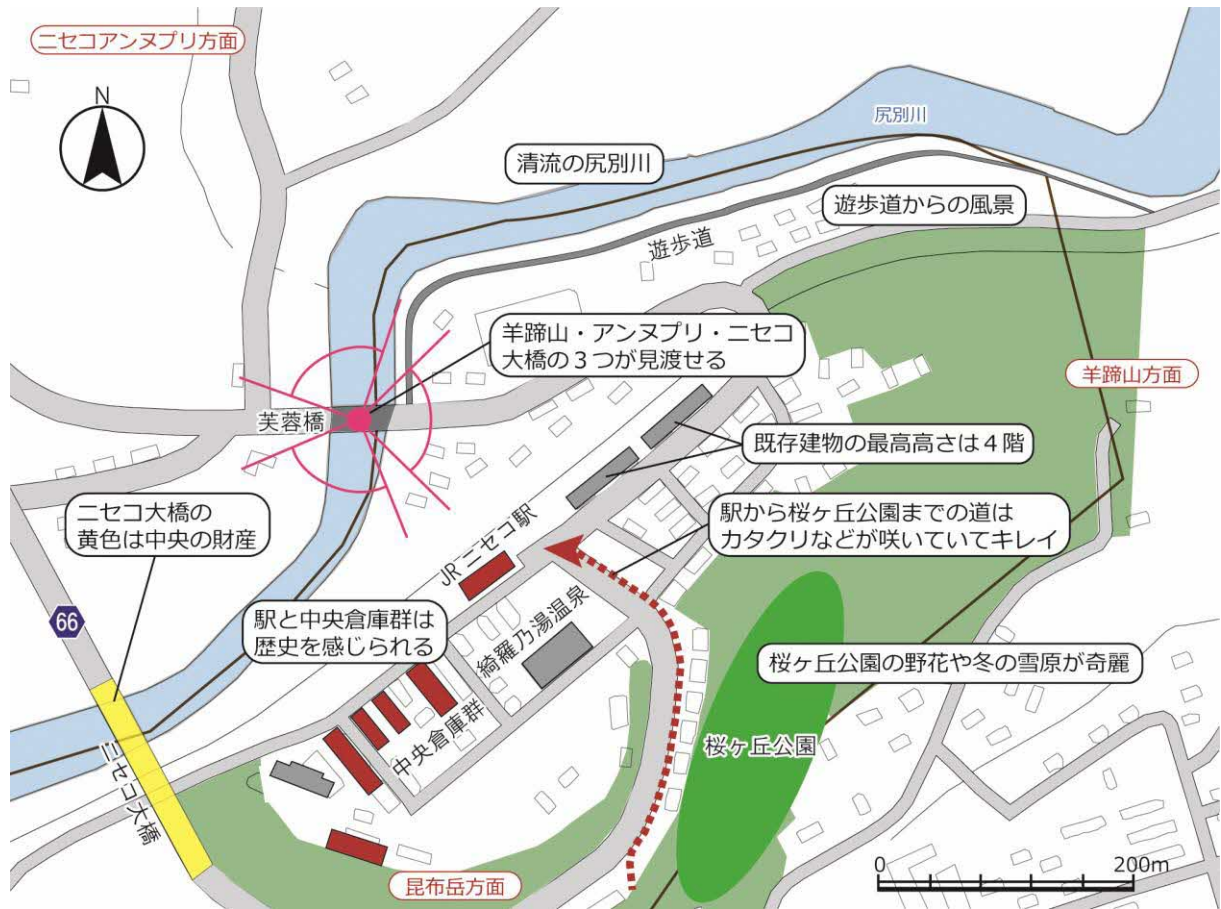 ニセコアンヌプリ方面
N
尻別川
清流の尻別川
遊歩道からの風景
遊歩道
羊蹄山・アンヌプリ・ニセコ
大橋の3つが見渡せる
羊蹄山方面
芙蓉橋
既存建物の最高高さは4階
ニセコ大橋の
黄色は中央の財産
JR ニセコ駅
駅から桜ヶ丘公園までの道は
カタクリなどが咲いていてキレイ
66
駅と中央倉庫群は
歴史を感じられる
綺羅乃湯温泉
桜ヶ丘公園の野花や冬の雪原が奇麗
中央倉庫群
桜ヶ丘公園
ニセコ大橋
昆布岳方面
0
200m